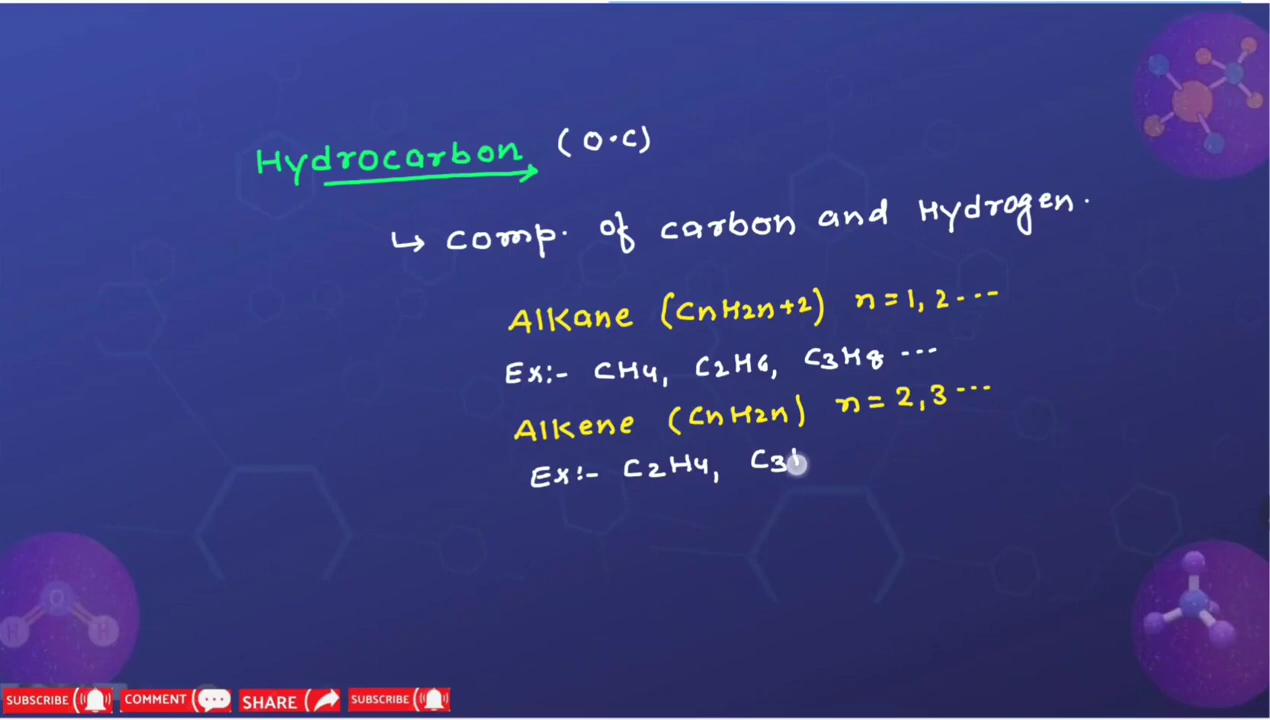 Hydrocarbon (O.C)
↳ comp. of carbon and Hydrogen.
Alkane (CnH2n+2) n=1, 2 ---
Ex:- CH4, C2H6, C3H8 ---
Alkene (CnH2n) n= 2, 3 ---
Ex:- C2H4, C3
O
H H
SUBSCRIBE COMMENT SHARE SUBSCRIBE